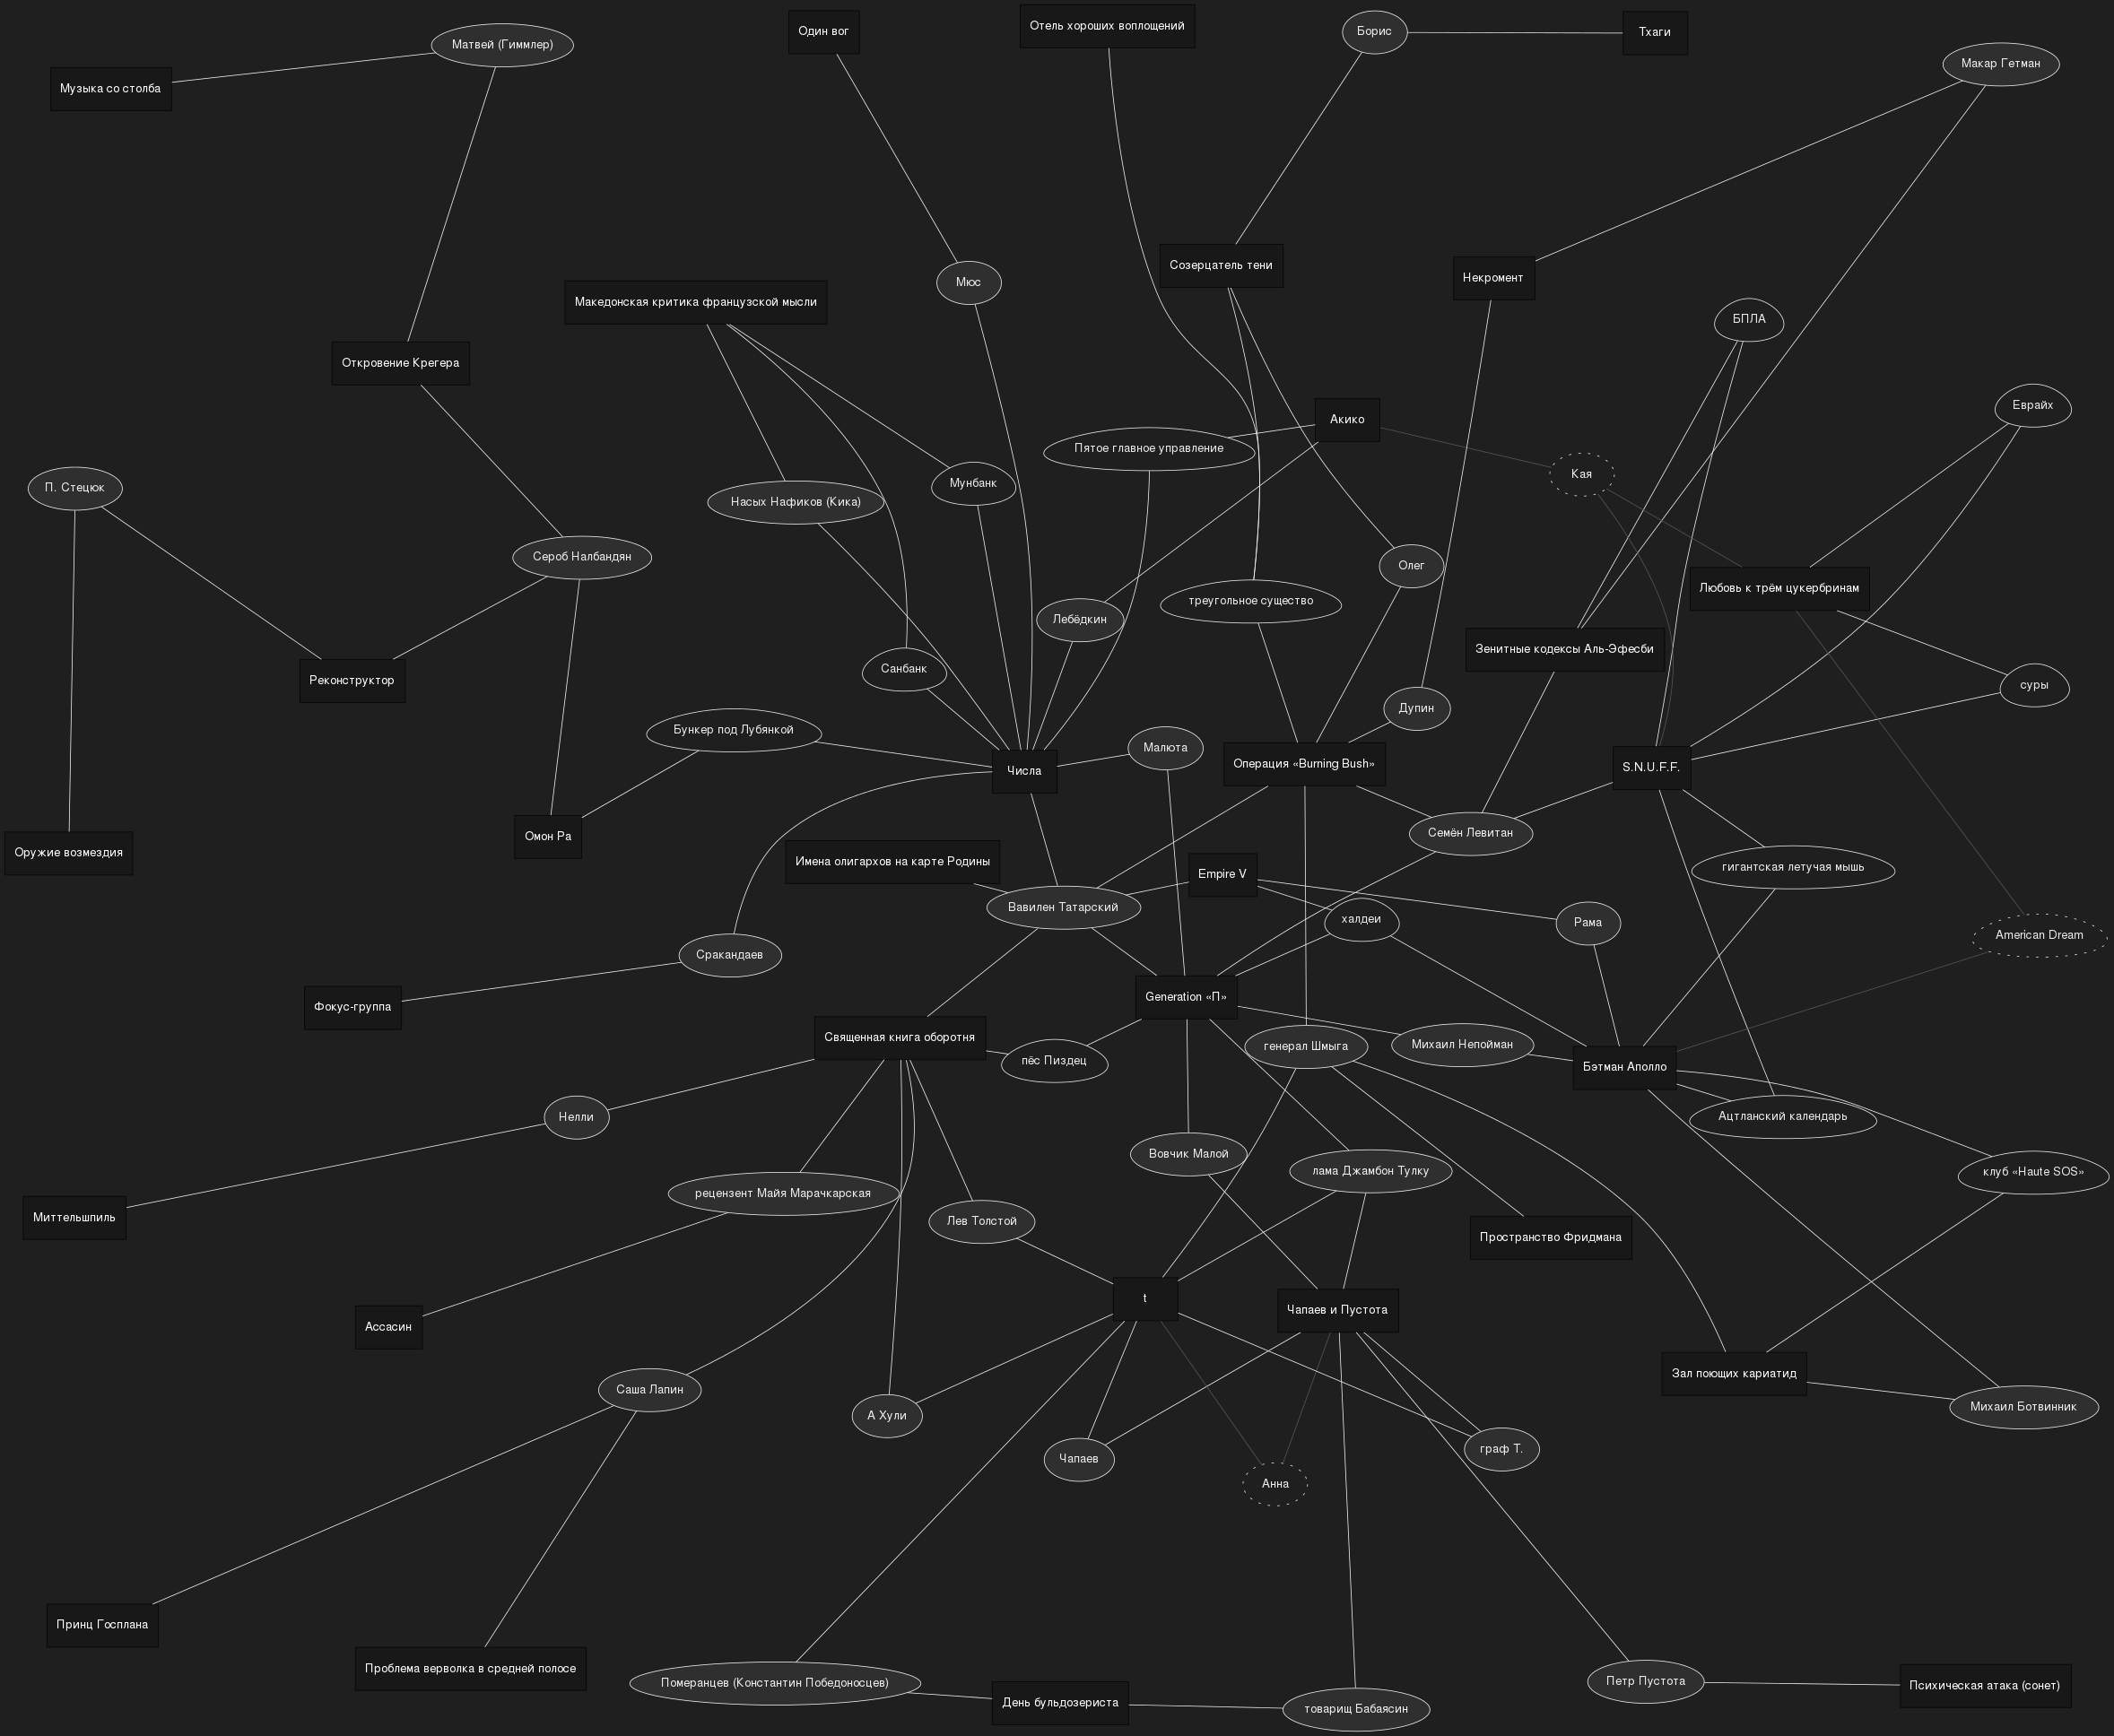 Один вог
Отель хороших воплощений
Борис
Тхаги
Матвей (Гиммлер)
Макар Гетман
Музыка со столба
Созерцатель тени
Некромент
Мюс
Македонская критика французской мысли
БПЛА
Откровение Крегера
Еврайх
Акико
Пятое главное управление
Кая
Мунбанк
П. Стецюк
Насых Нафиков (Кика)
Сероб Налбандян
Олег
Любовь к трём цукербринам
треугольное существо
Лебёдкин
Зенитные кодексы Аль-Эфесби
Санбанк
Реконструктор
суры
Дупин
Бункер под Лубянкой
Малюта
Операция «Burning Bush»
S.N.U.F.F.
Числа
Омон Ра
Семён Левитан
Оружие возмездия
Имена олигархов на карте Родины
гигантская летучая мышь
Empire V
Вавилен Татарский
халдеи
Рама
American Dream
Сракандаев
Generation «П»
Фокус-группа
Священная книга оборотня
генерал Шмыга
Михаил Непойман
пёс Пиздец
Бэтман Аполло
Нелли
Ацтланский календарь
Вовчик Малой
лама Джамбон Тулку
клуб «Haute SOS»
рецензент Майя Марачкарская
Миттельшпиль
Лев Толстой
Пространство Фридмана
t
Чапаев и Пустота
Ассасин
Зал поющих кариатид
Саша Лапин
Михаил Ботвинник
А Хули
граф Т.
Чапаев
Анна
Принц Госплана
Проблема верволка в средней полосе
Померанцев (Константин Победоносцев)
Петр Пустота
Психическая атака (сонет)
День бульдозериста
товарищ Бабаясин